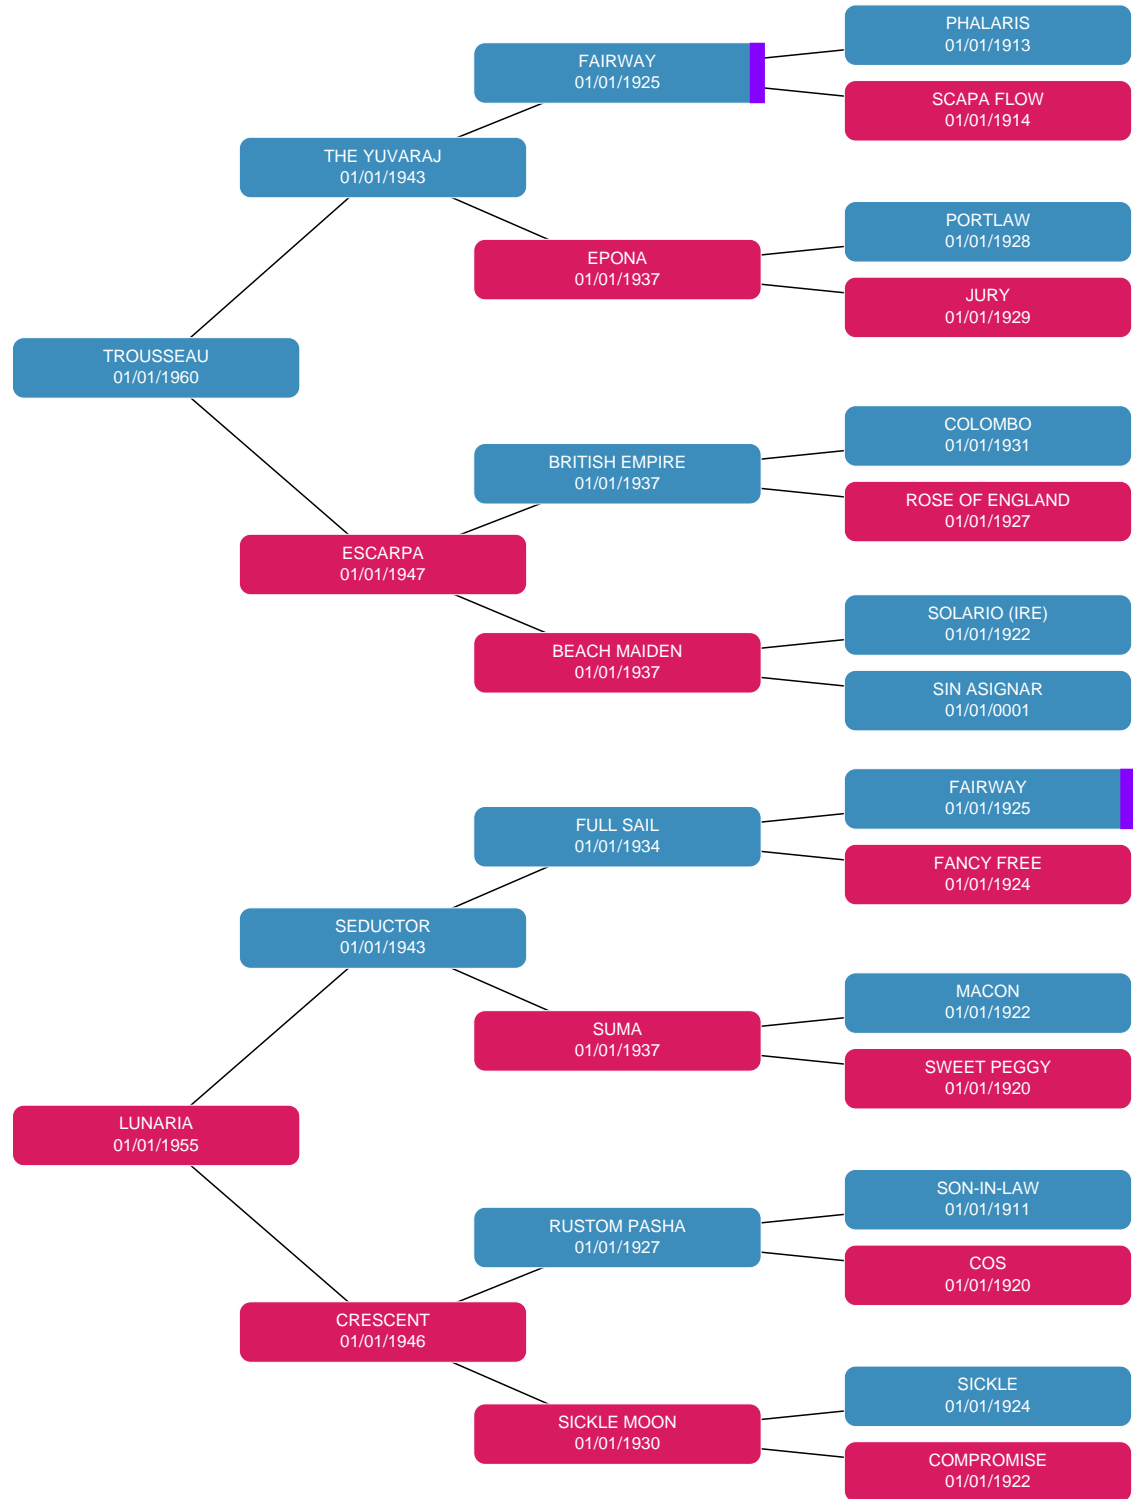 PHALARIS
01/01/1913
FAIRWAY
01/01/1925
SCAPA FLOW
01/01/1914
THE YUVARAJ
01/01/1943
PORTLAW
01/01/1928
EPONA
01/01/1937
JURY
01/01/1929
TROUSSEAU
01/01/1960
COLOMBO
01/01/1931
BRITISH EMPIRE
01/01/1937
ROSE OF ENGLAND
01/01/1927
ESCARPA
01/01/1947
SOLARIO (IRE)
01/01/1922
BEACH MAIDEN
01/01/1937
SIN ASIGNAR
01/01/0001
FAIRWAY
01/01/1925
FULL SAIL
01/01/1934
FANCY FREE
01/01/1924
SEDUCTOR
01/01/1943
MACON
01/01/1922
SUMA
01/01/1937
SWEET PEGGY
01/01/1920
LUNARIA
01/01/1955
SON-IN-LAW
01/01/1911
RUSTOM PASHA
01/01/1927
COS
01/01/1920
CRESCENT
01/01/1946
SICKLE
01/01/1924
SICKLE MOON
01/01/1930
COMPROMISE
01/01/1922